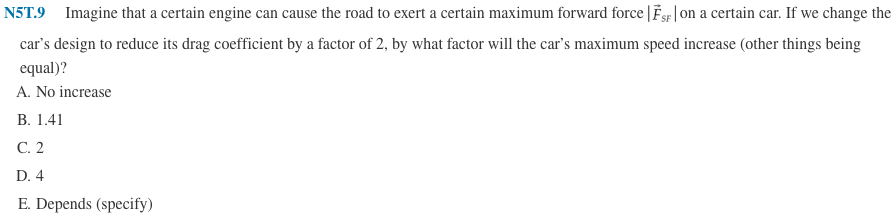 N5T.9 Imagine that a certain engine can cause the road to exert a certain maximum forward force |F⃗_SF| on a certain car. If we change the
car’s design to reduce its drag coefficient by a factor of 2, by what factor will the car’s maximum speed increase (other things being
equal)?
A. No increase
B. 1.41
C. 2
D. 4
E. Depends (specify)